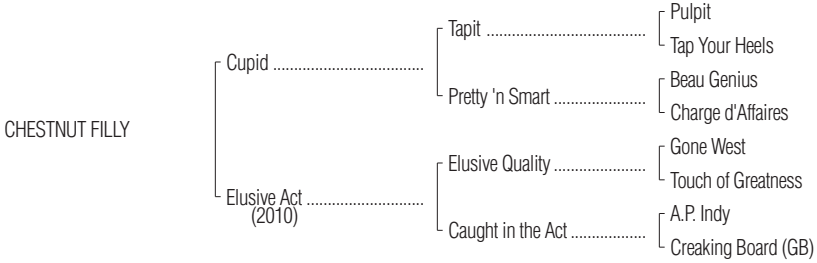 Pulpit
Tapit ....................................
Tap Your Heels
Cupid .............................
Beau Genius
Pretty 'n Smart ..................
Charge d'Affaires
CHESTNUT FILLY
Gone West
Elusive Quality ..................
Touch of Greatness
Elusive Act .......................
(2010)
A.P. Indy
Caught in the Act ...............
Creaking Board (GB)